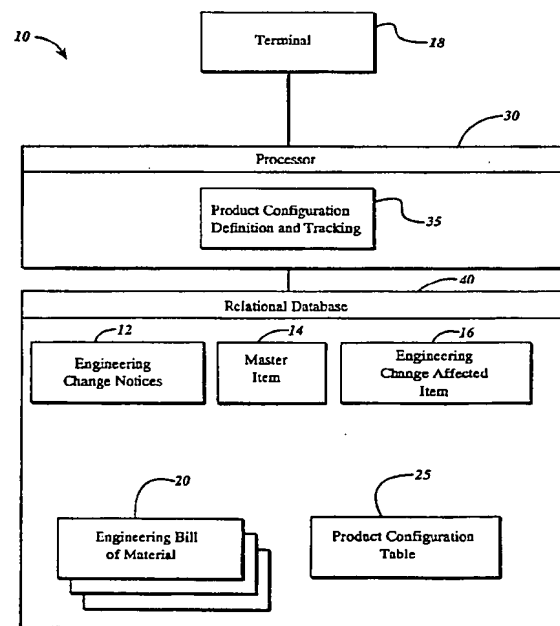 10
Terminal
18
30
Processor
Product Configuration
Definition and Tracking
35
40
Relational Database
12
14
16
Engineering
Change Notices
Master
Item
Engineering
Change Affected
Item
20
25
Engineering Bill
of Material
Product Configuration
Table